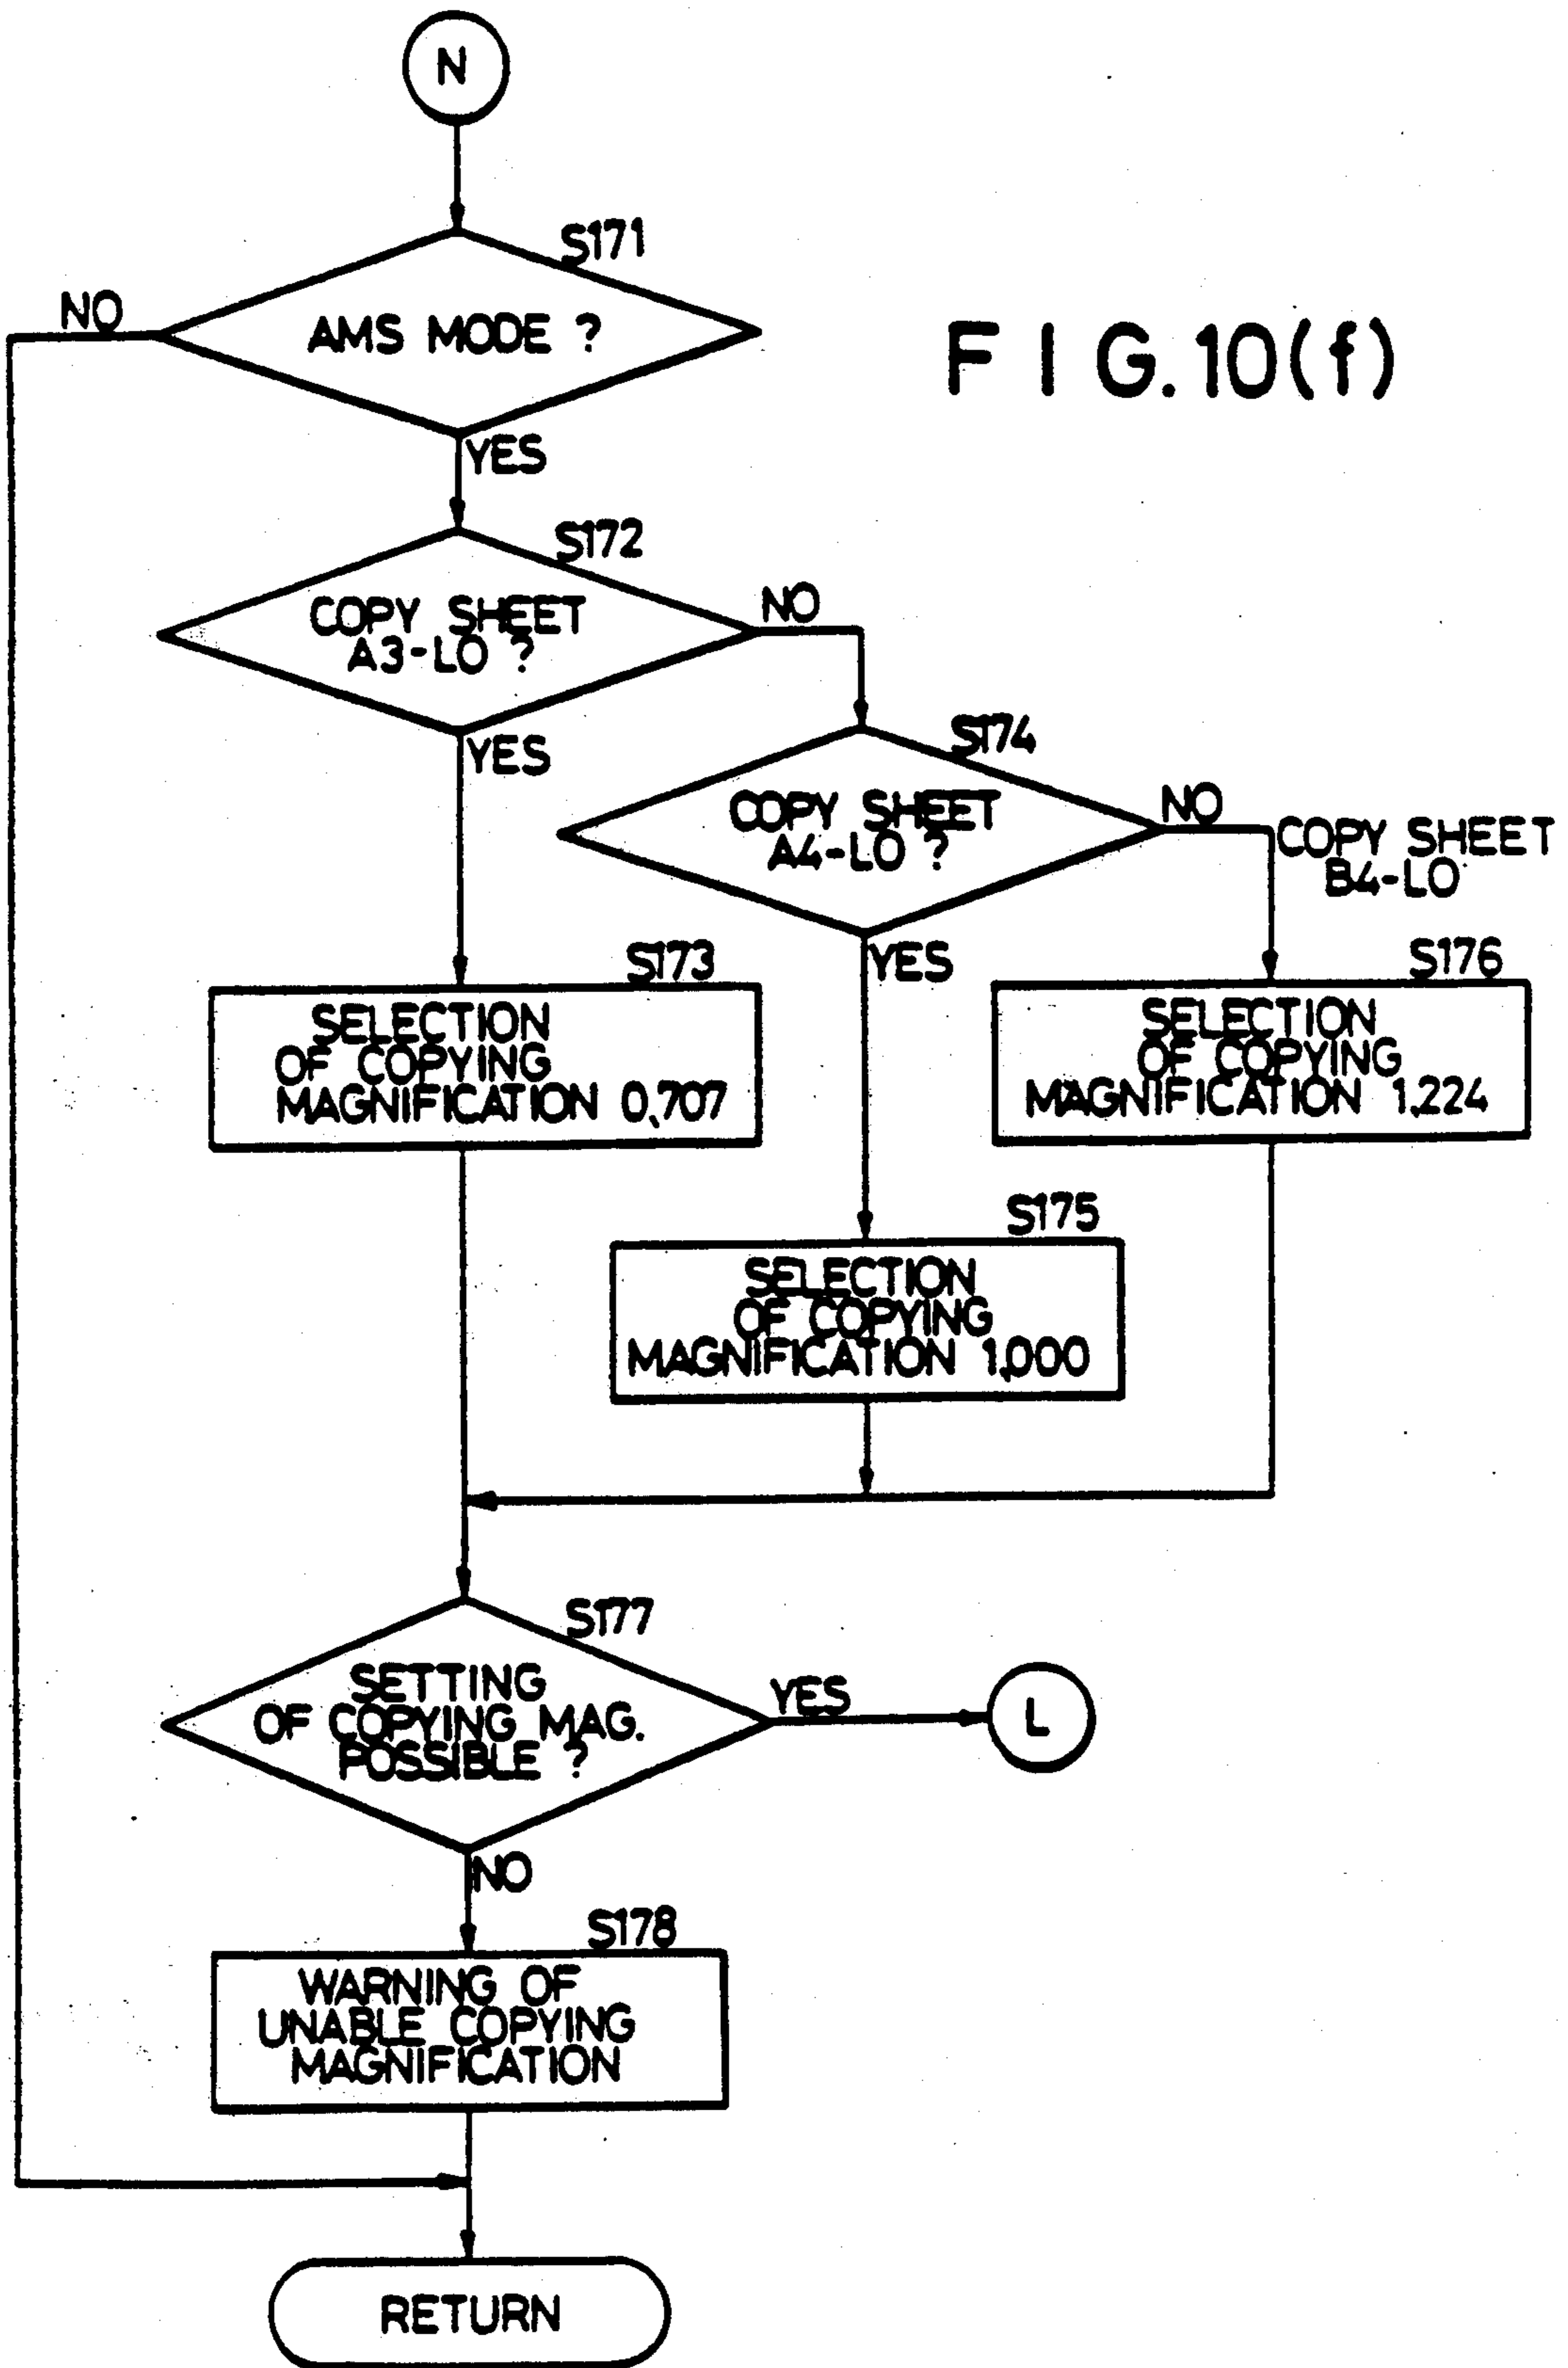 N
S171
NO
AMS MODE ?
F I G.10(f)
YES
S172
COPY SHEET
A3-LO ?
NO
YES
S174
COPY SHEET
A4-LO ?
NO
COPY SHEET
B4-LO
YES
S173
SELECTION
OF COPYING
MAGNIFICATION 0.707
S176
SELECTION
OF COPYING
MAGNIFICATION 1.224
S175
SELECTION
OF COPYING
MAGNIFICATION 1.000
S177
SETTING
OF COPYING MAG.
POSSIBLE ?
YES
L
NO
S178
WARNING OF
UNABLE COPYING
MAGNIFICATION
RETURN